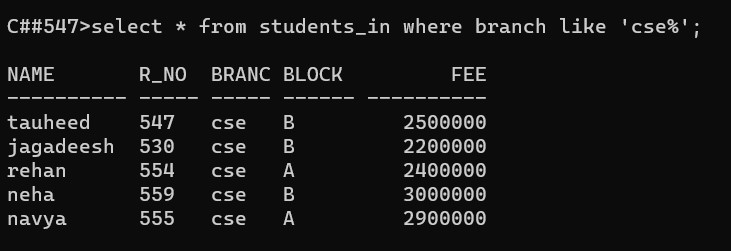 C##547>select * from students_in where branch like 'cse%';
NAME       R_NO  BRANC BLOCK         FEE
---------- ----- ----- ------ ----------
tauheed    547   cse   B         2500000
jagadeesh  530   cse   B         2200000
rehan      554   cse   A         2400000
neha       559   cse   B         3000000
navya      555   cse   A         2900000